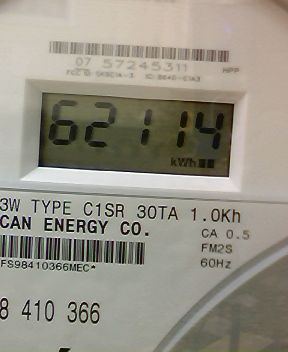 07 57245311 HPP
62114
kWh
3W TYPE C1SR 30TA 1.0Kh
CAN ENERGY CO. CA 0.5
FM2S
*FS98410366MEC* 60Hz
8 410 366